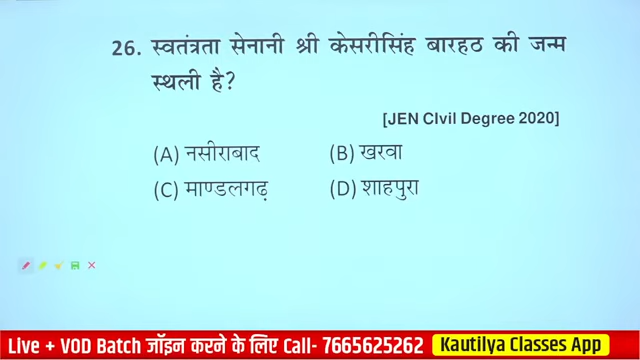 26. स्वतंत्रता सेनानी श्री केसरीसिंह बारहठ की जन्म
स्थली है?
[JEN CIvil Degree 2020]
(A) नसीराबाद (B) खरवा
(C) माण्डलगढ़ (D) शाहपुरा
Live + VOD Batch जॉइन करने के लिए Call- 7665625262 Kautilya Classes App